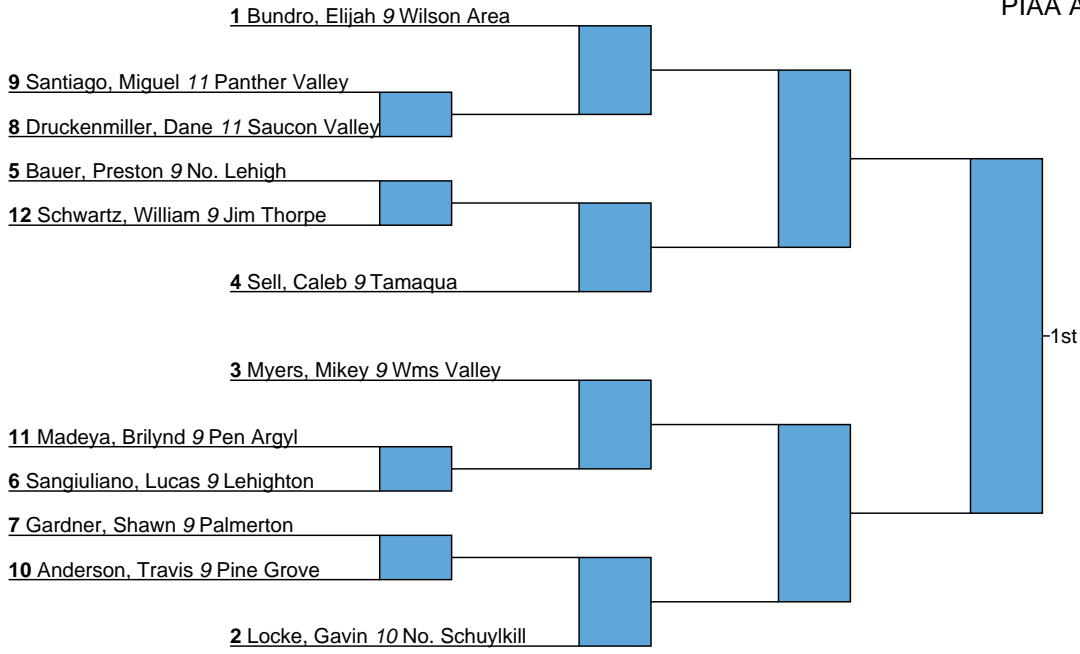 PIAA A
1 Bundro, Elijah 9 Wilson Area
9 Santiago, Miguel 11 Panther Valley
8 Druckenmiller, Dane 11 Saucon Valley
5 Bauer, Preston 9 No. Lehigh
12 Schwartz, William 9 Jim Thorpe
4 Sell, Caleb 9 Tamaqua
1st
3 Myers, Mikey 9 Wms Valley
11 Madeya, Brilynd 9 Pen Argyl
6 Sangiuliano, Lucas 9 Lehighton
7 Gardner, Shawn 9 Palmerton
10 Anderson, Travis 9 Pine Grove
2 Locke, Gavin 10 No. Schuylkill